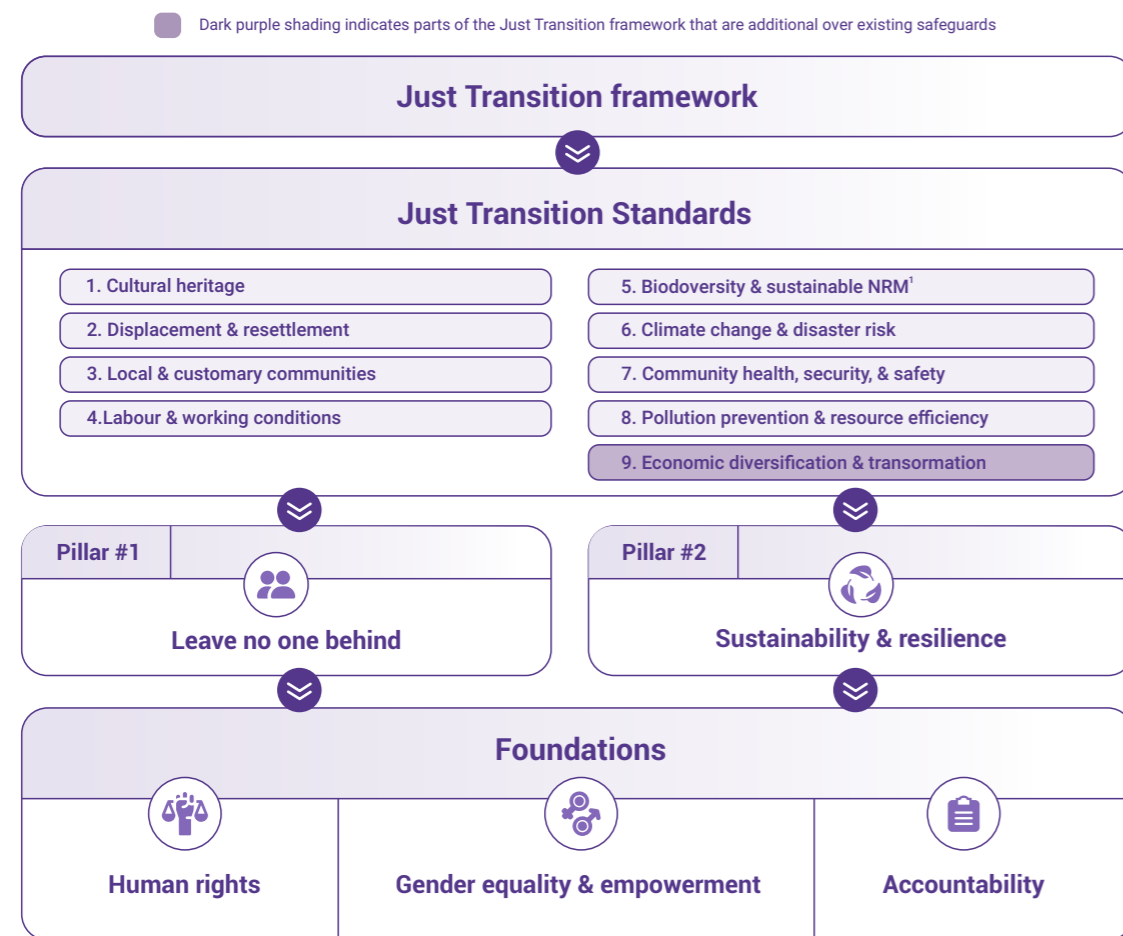 Dark purple shading indicates parts of the Just Transition framework that are additional over existing safeguards
Just Transition framework
Just Transition Standards
1. Cultural heritage
2. Displacement & resettlement
3. Local & customary communities
4.Labour & working conditions
5. Biodoversity & sustainable NRM¹
6. Climate change & disaster risk
7. Community health, security, & safety
8. Pollution prevention & resource efficiency
9. Economic diversification & transormation
Pillar #1
Leave no one behind
Pillar #2
Sustainability & resilience
Foundations
Human rights
Gender equality & empowerment
Accountability